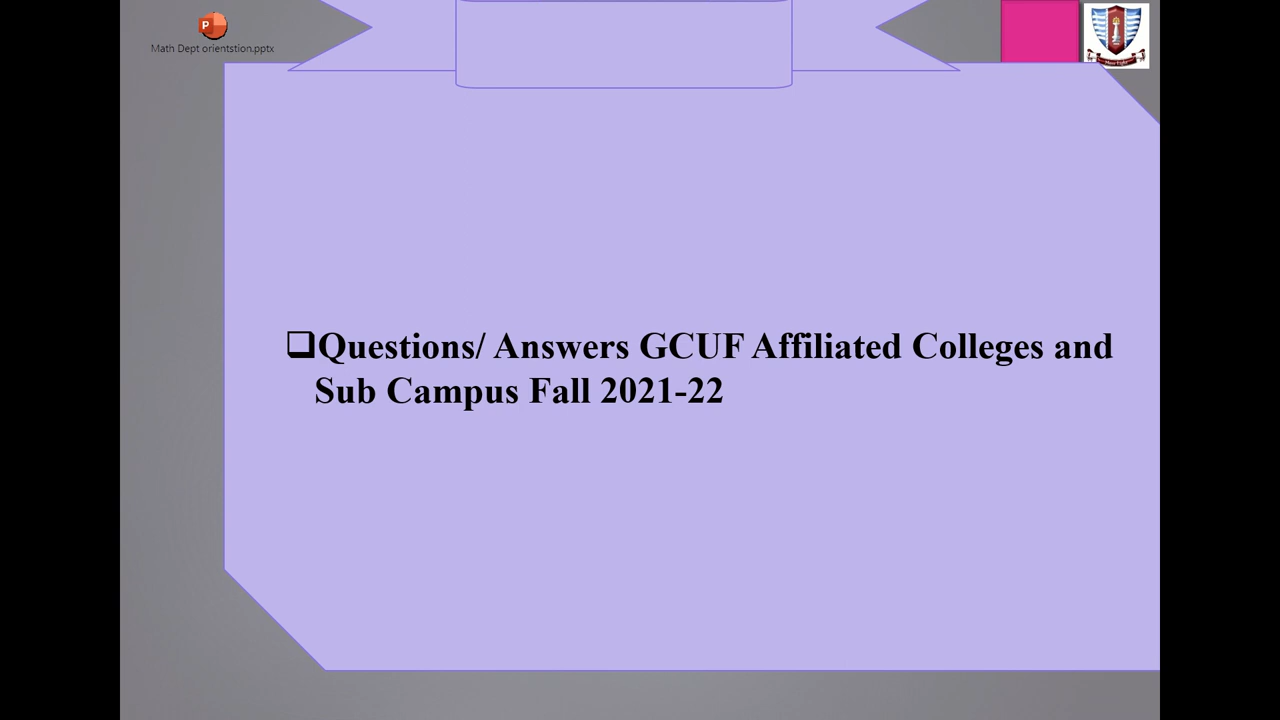 Math Dept orientstion.pptx
❑Questions/ Answers GCUF Affiliated Colleges and
Sub Campus Fall 2021-22